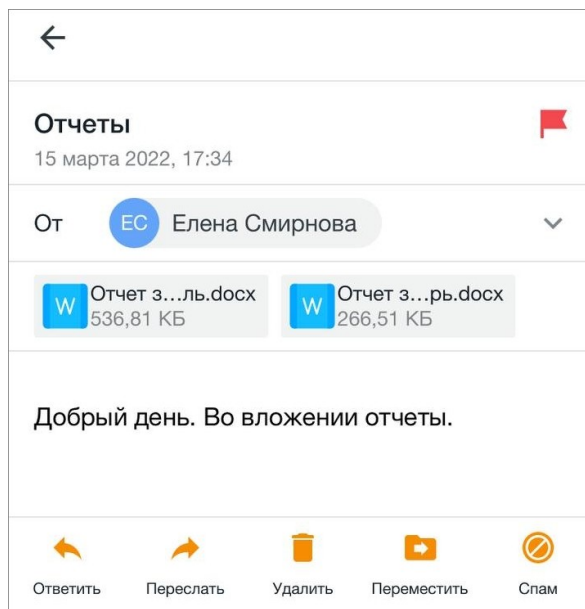 Отчеты
15 марта 2022, 17:34
От ЕС Елена Смирнова
W Отчет з...ль.docx W Отчет з...рь.docx
536,81 КБ 266,51 КБ
Добрый день. Во вложении отчеты.
Ответить Переслать Удалить Переместить Спам